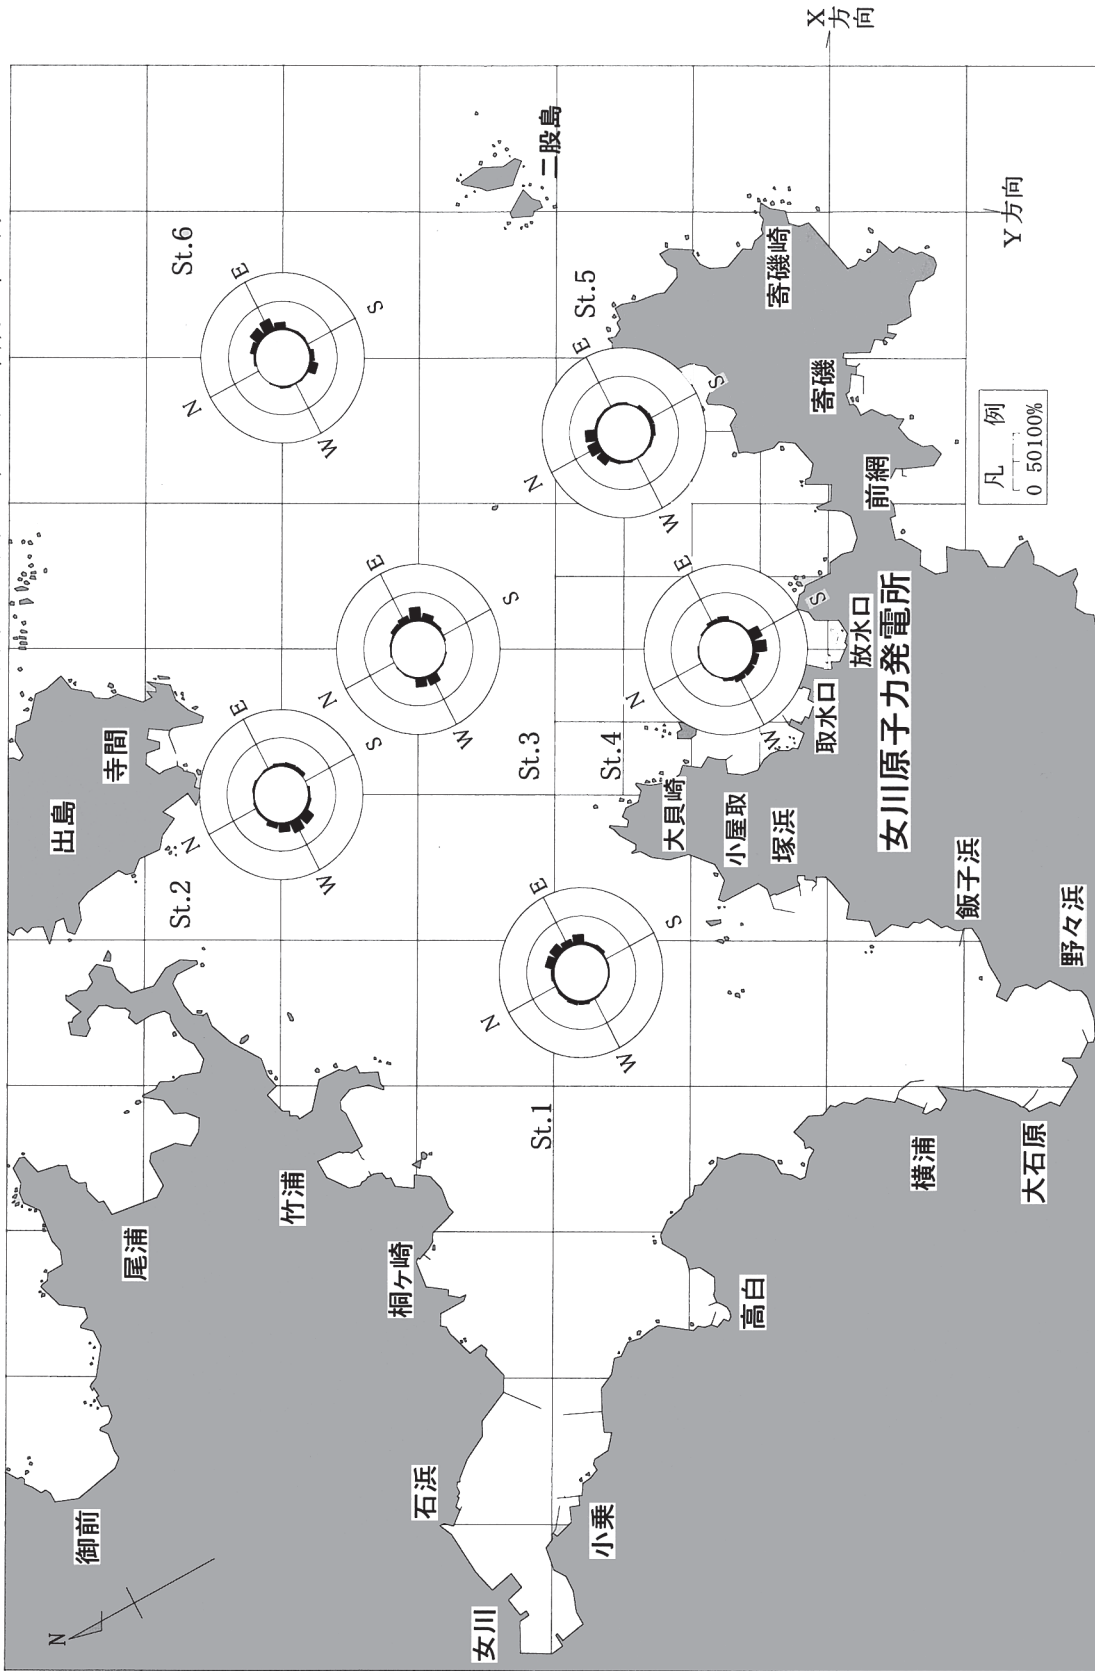 X
方
向
St.6
E
N
S
W
二股島
St.5
E
N
S
W
寄磯崎
Y方向
寄磯
凡 例
0 50100%
前網
出島
寺間
E
N
S
W
St.2
E
N
S
W
St.3
St.4
E
N
S
W
放水口
取水口
女川原子力発電所
大貝崎
小屋取
塚浜
飯子浜
野々浜
E
N
S
W
St.1
尾浦
竹浦
桐ヶ崎
高白
横浦
大石原
御前
石浜
小乗
女川
N